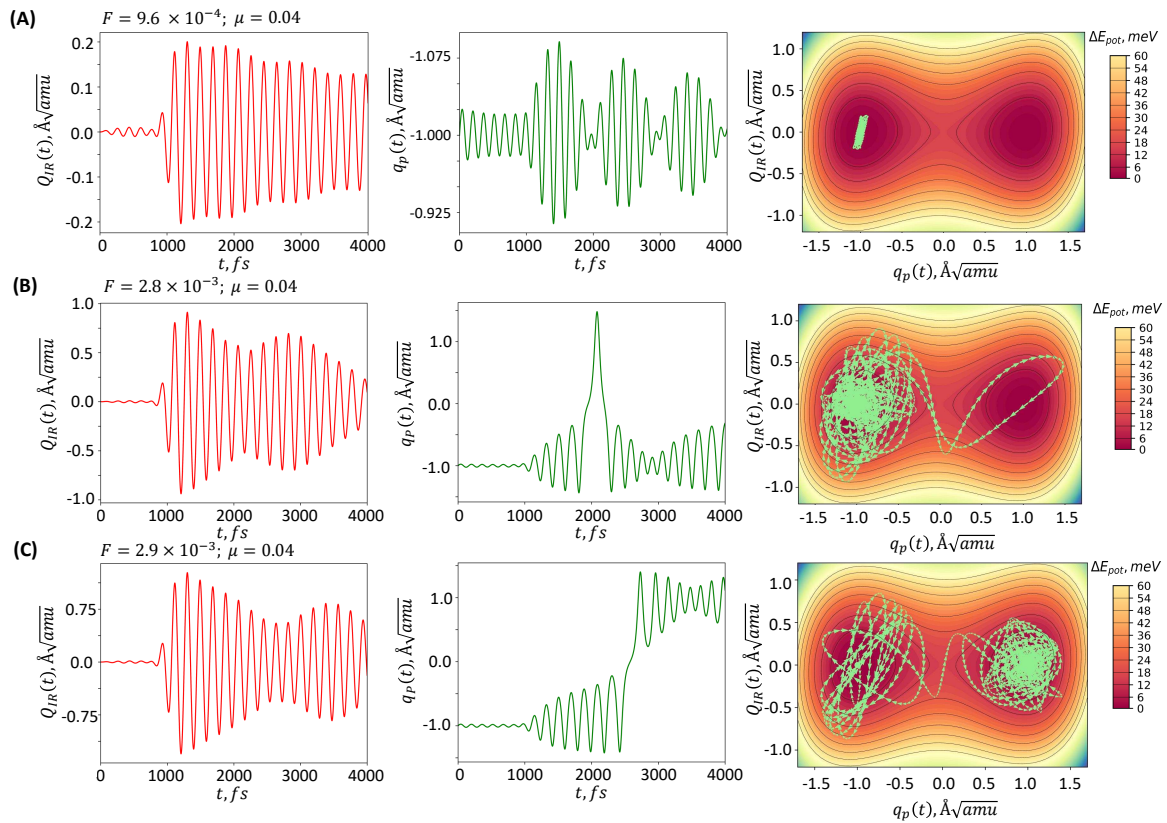 (A)
F = 9.6 × 10⁻⁴; μ = 0.04
Q_IR(t), Å√amu
0.2
0.1
0.0
-0.1
-0.2
0 1000 2000 3000 4000
t, fs
q_p(t), Å√amu
-1.075
-1.000
-0.925
0 1000 2000 3000 4000
t, fs
Q_IR(t), Å√amu
1.0
0.5
0.0
-0.5
-1.0
-1.5 -1.0 -0.5 0.0 0.5 1.0 1.5
q_p(t), Å√amu
ΔE_pot, meV
60
54
48
42
36
30
24
18
12
6
0
(B)
F = 2.8 × 10⁻³; μ = 0.04
Q_IR(t), Å√amu
1.0
0.5
0.0
-0.5
-1.0
0 1000 2000 3000 4000
t, fs
q_P(t), Å√amu
1.0
0.0
-1.0
0 1000 2000 3000 4000
t, fs
Q_IR(t), Å√amu
1.0
0.5
0.0
-0.5
-1.0
-1.5 -1.0 -0.5 0.0 0.5 1.0 1.5
q_p(t), Å√amu
ΔE_pot, meV
60
54
48
42
36
30
24
18
12
6
0
(C)
F = 2.9 × 10⁻³; μ = 0.04
Q_IR(t), Å√amu
0.75
0.0
-0.75
0 1000 2000 3000 4000
t, fs
q_P(t), Å√amu
1.0
0.0
-1.0
0 1000 2000 3000 4000
t, fs
Q_IR(t), Å√amu
1.0
0.5
0.0
-0.5
-1.0
-1.5 -1.0 -0.5 0.0 0.5 1.0 1.5
q_p(t), Å√amu
ΔE_pot, meV
60
54
48
42
36
30
24
18
12
6
0